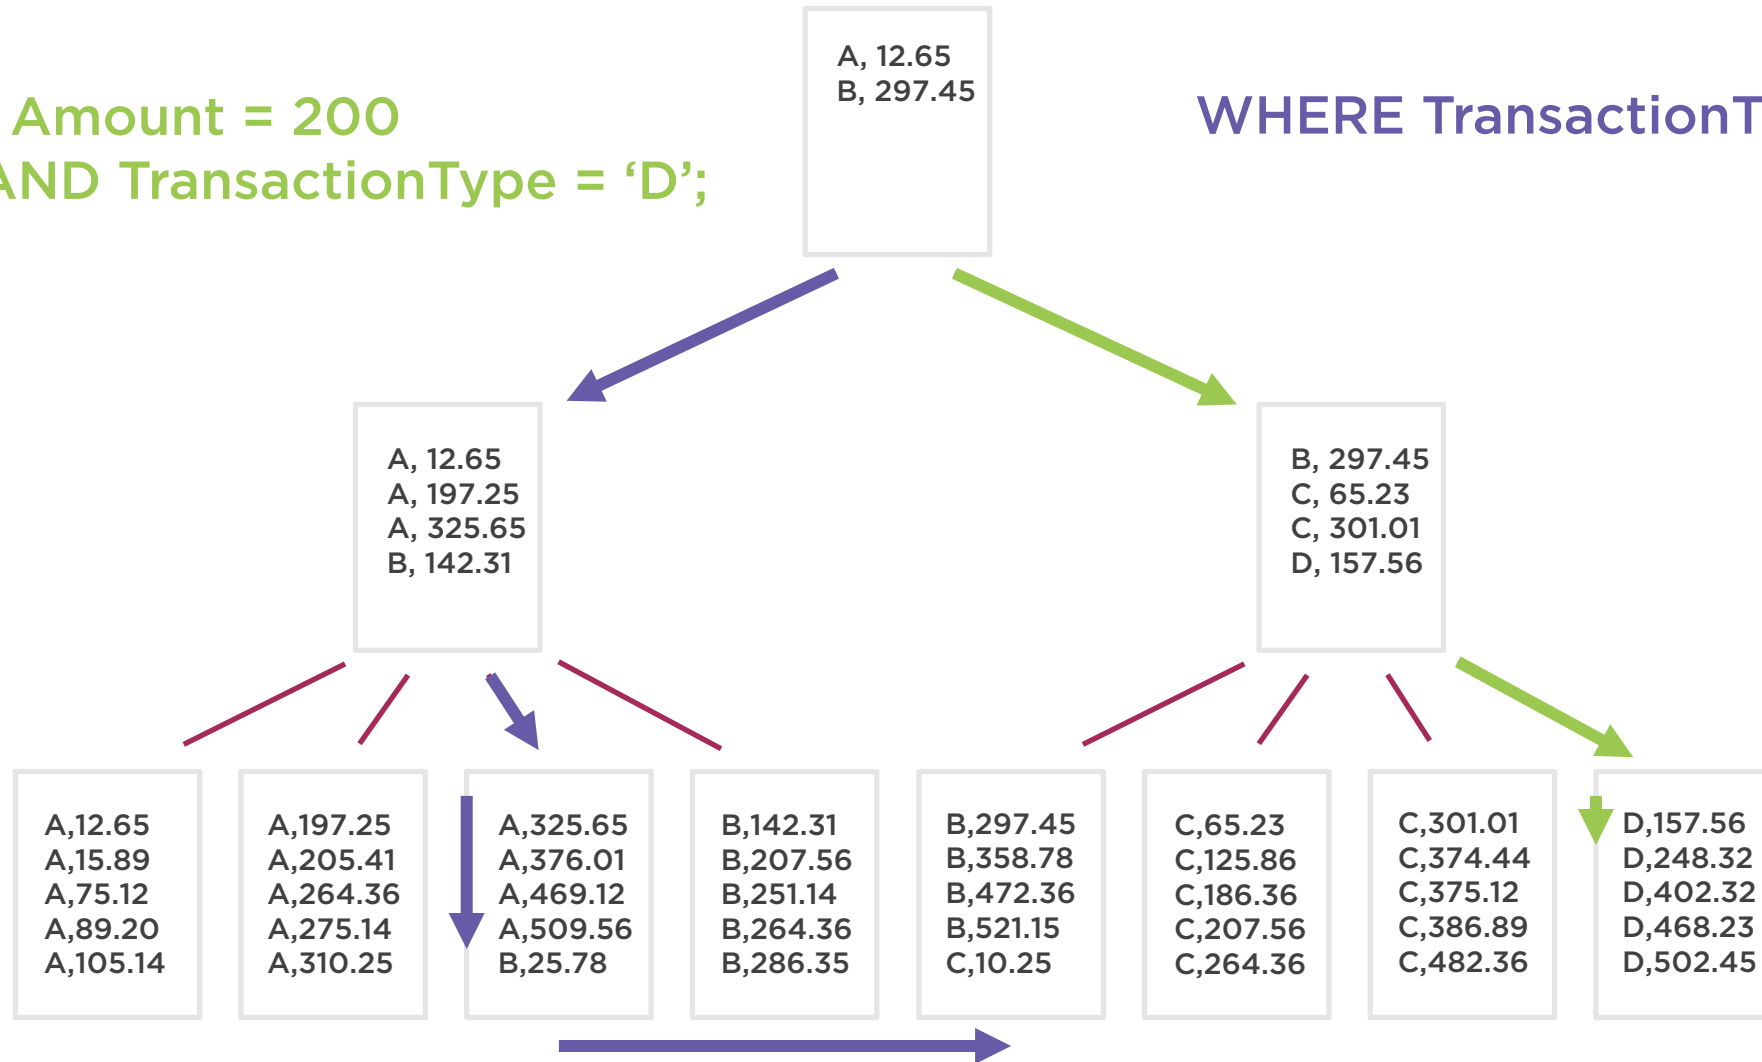 Amount = 200
AND TransactionType = ‘D’;
WHERE TransactionT
A, 12.65
B, 297.45
A, 12.65
A, 197.25
A, 325.65
B, 142.31
B, 297.45
C, 65.23
C, 301.01
D, 157.56
A,12.65
A,15.89
A,75.12
A,89.20
A,105.14
A,197.25
A,205.41
A,264.36
A,275.14
A,310.25
A,325.65
A,376.01
A,469.12
A,509.56
B,25.78
B,142.31
B,207.56
B,251.14
B,264.36
B,286.35
B,297.45
B,358.78
B,472.36
B,521.15
C,10.25
C,65.23
C,125.86
C,186.36
C,207.56
C,264.36
C,301.01
C,374.44
C,375.12
C,386.89
C,482.36
D,157.56
D,248.32
D,402.32
D,468.23
D,502.45